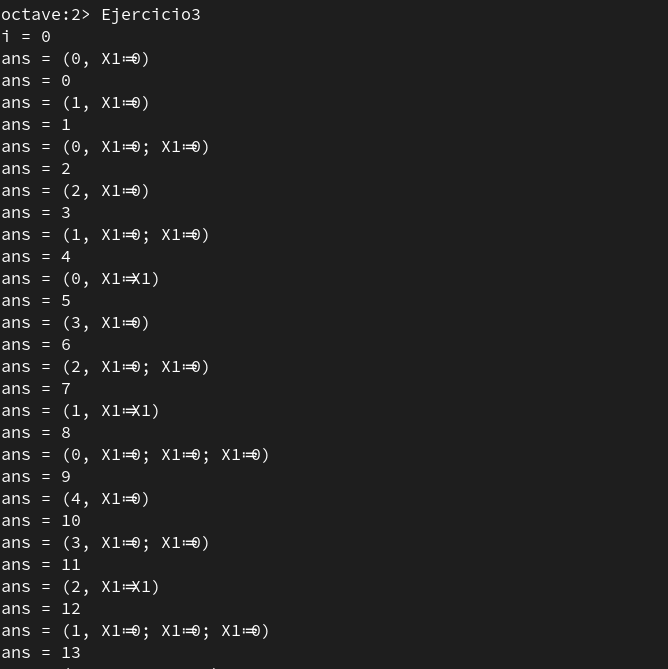 octave:2> Ejercicio3
i = 0
ans = (0, X1≔0)
ans = 0
ans = (1, X1≔0)
ans = 1
ans = (0, X1≔0; X1≔0)
ans = 2
ans = (2, X1≔0)
ans = 3
ans = (1, X1≔0; X1≔0)
ans = 4
ans = (0, X1≔X1)
ans = 5
ans = (3, X1≔0)
ans = 6
ans = (2, X1≔0; X1≔0)
ans = 7
ans = (1, X1≔X1)
ans = 8
ans = (0, X1≔0; X1≔0; X1≔0)
ans = 9
ans = (4, X1≔0)
ans = 10
ans = (3, X1≔0; X1≔0)
ans = 11
ans = (2, X1≔X1)
ans = 12
ans = (1, X1≔0; X1≔0; X1≔0)
ans = 13